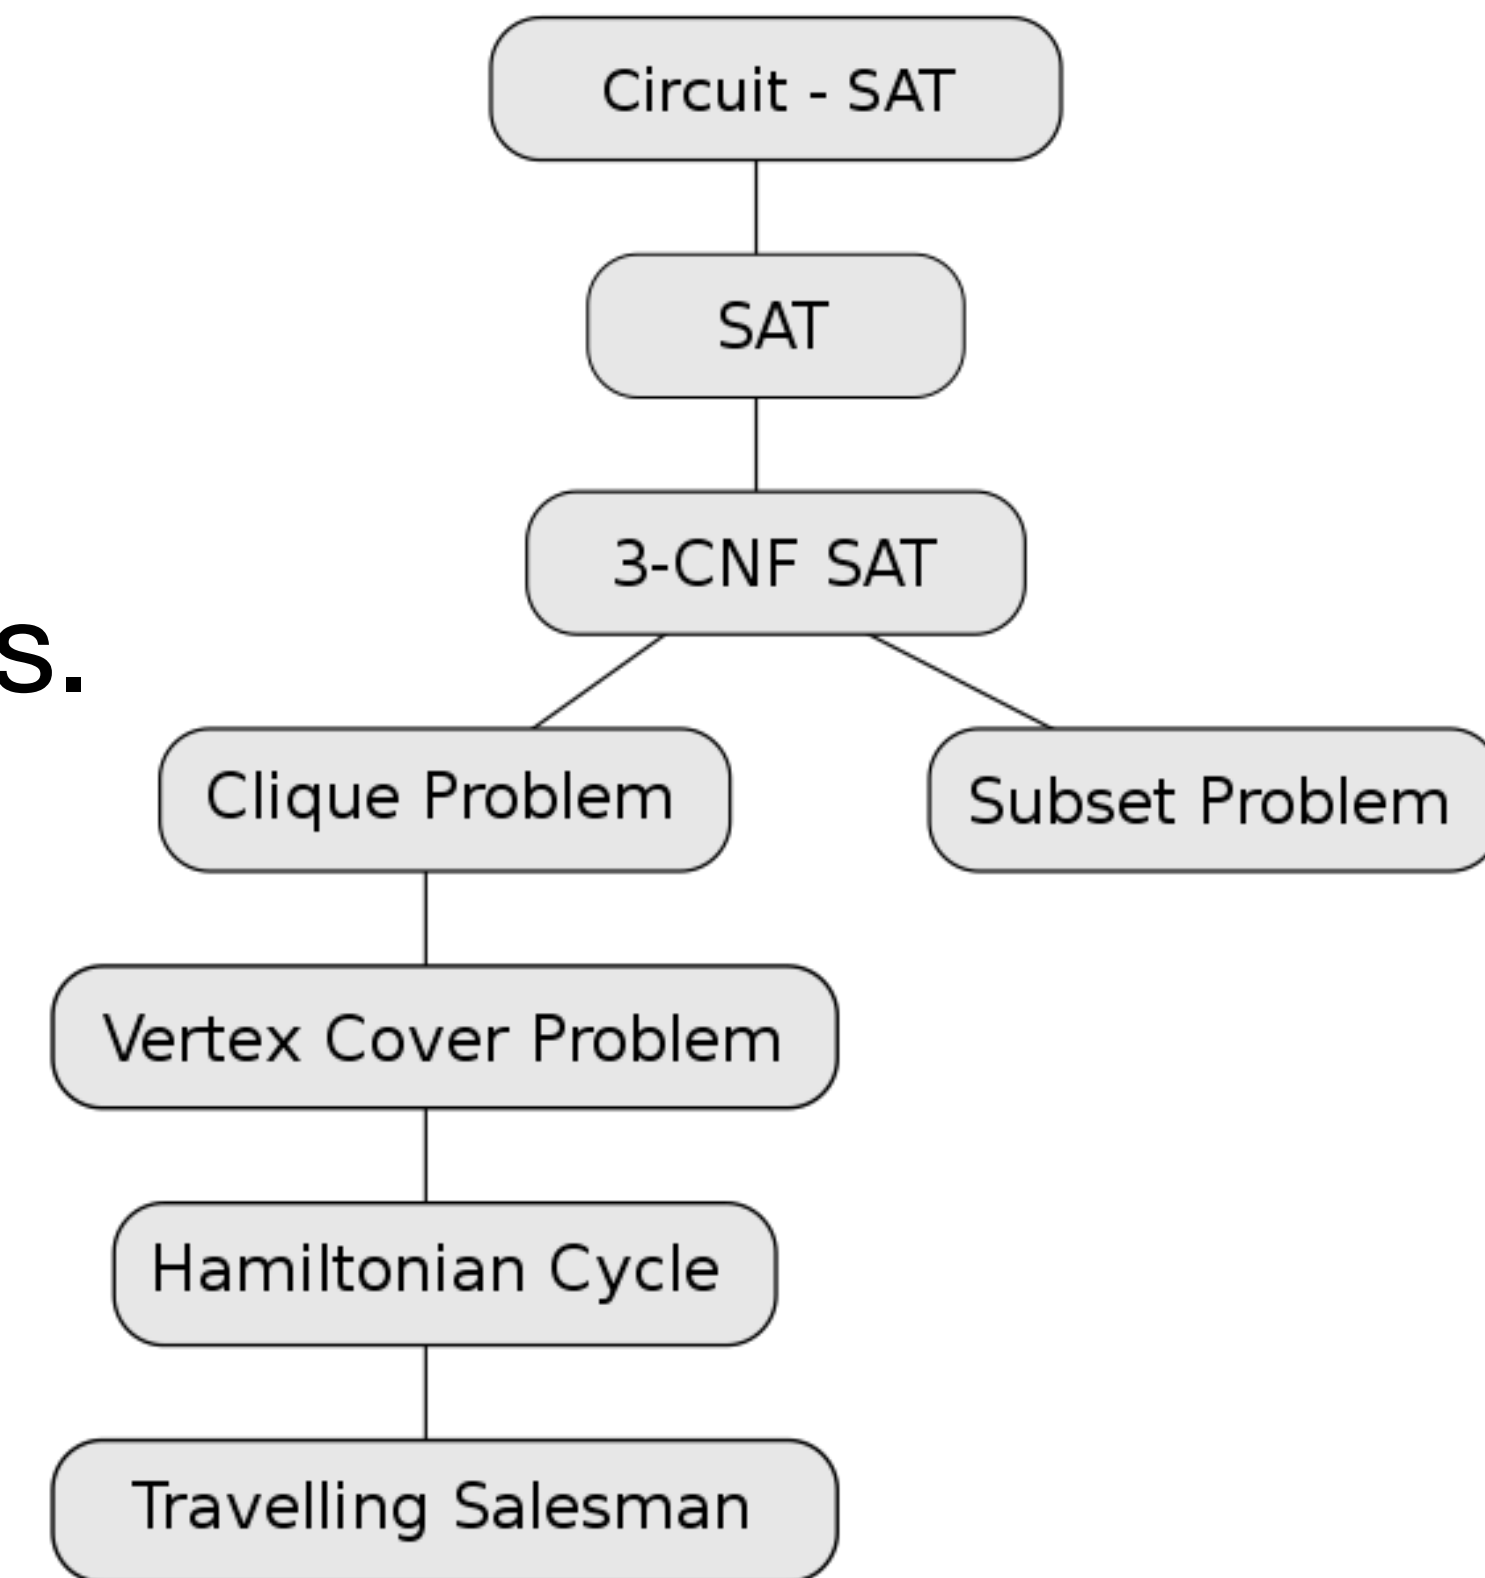 Circuit - SAT
SAT
3-CNF SAT
s.
Clique Problem
Subset Problem
Vertex Cover Problem
Hamiltonian Cycle
Travelling Salesman